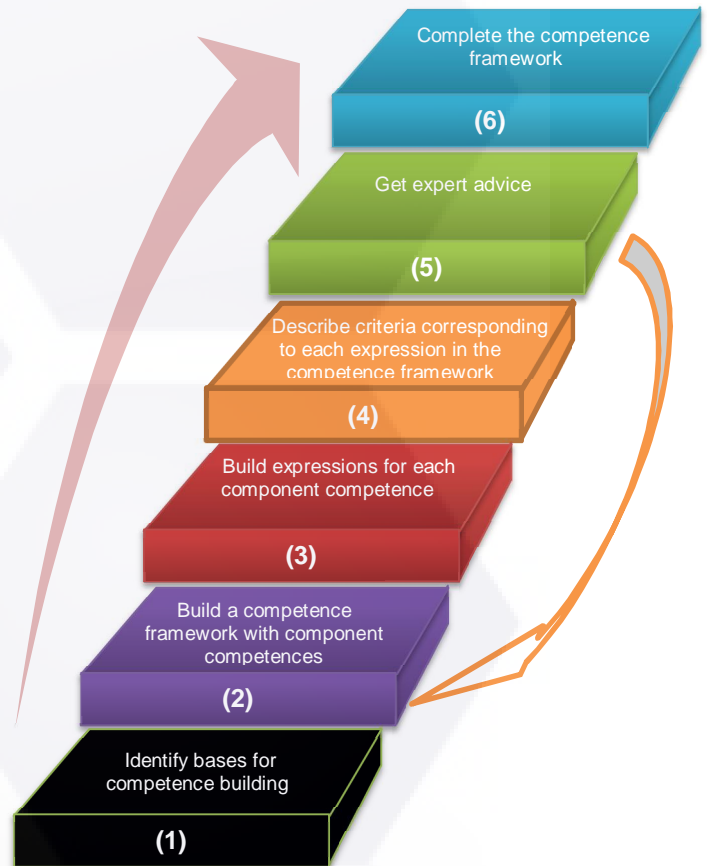 Complete the competence
framework
(6)
Get expert advice
(5)
Describe criteria corresponding
to each expression in the
competence framework
(4)
Build expressions for each
component competence
(3)
Build a competence
framework with component
competences
(2)
Identify bases for
competence building
(1)